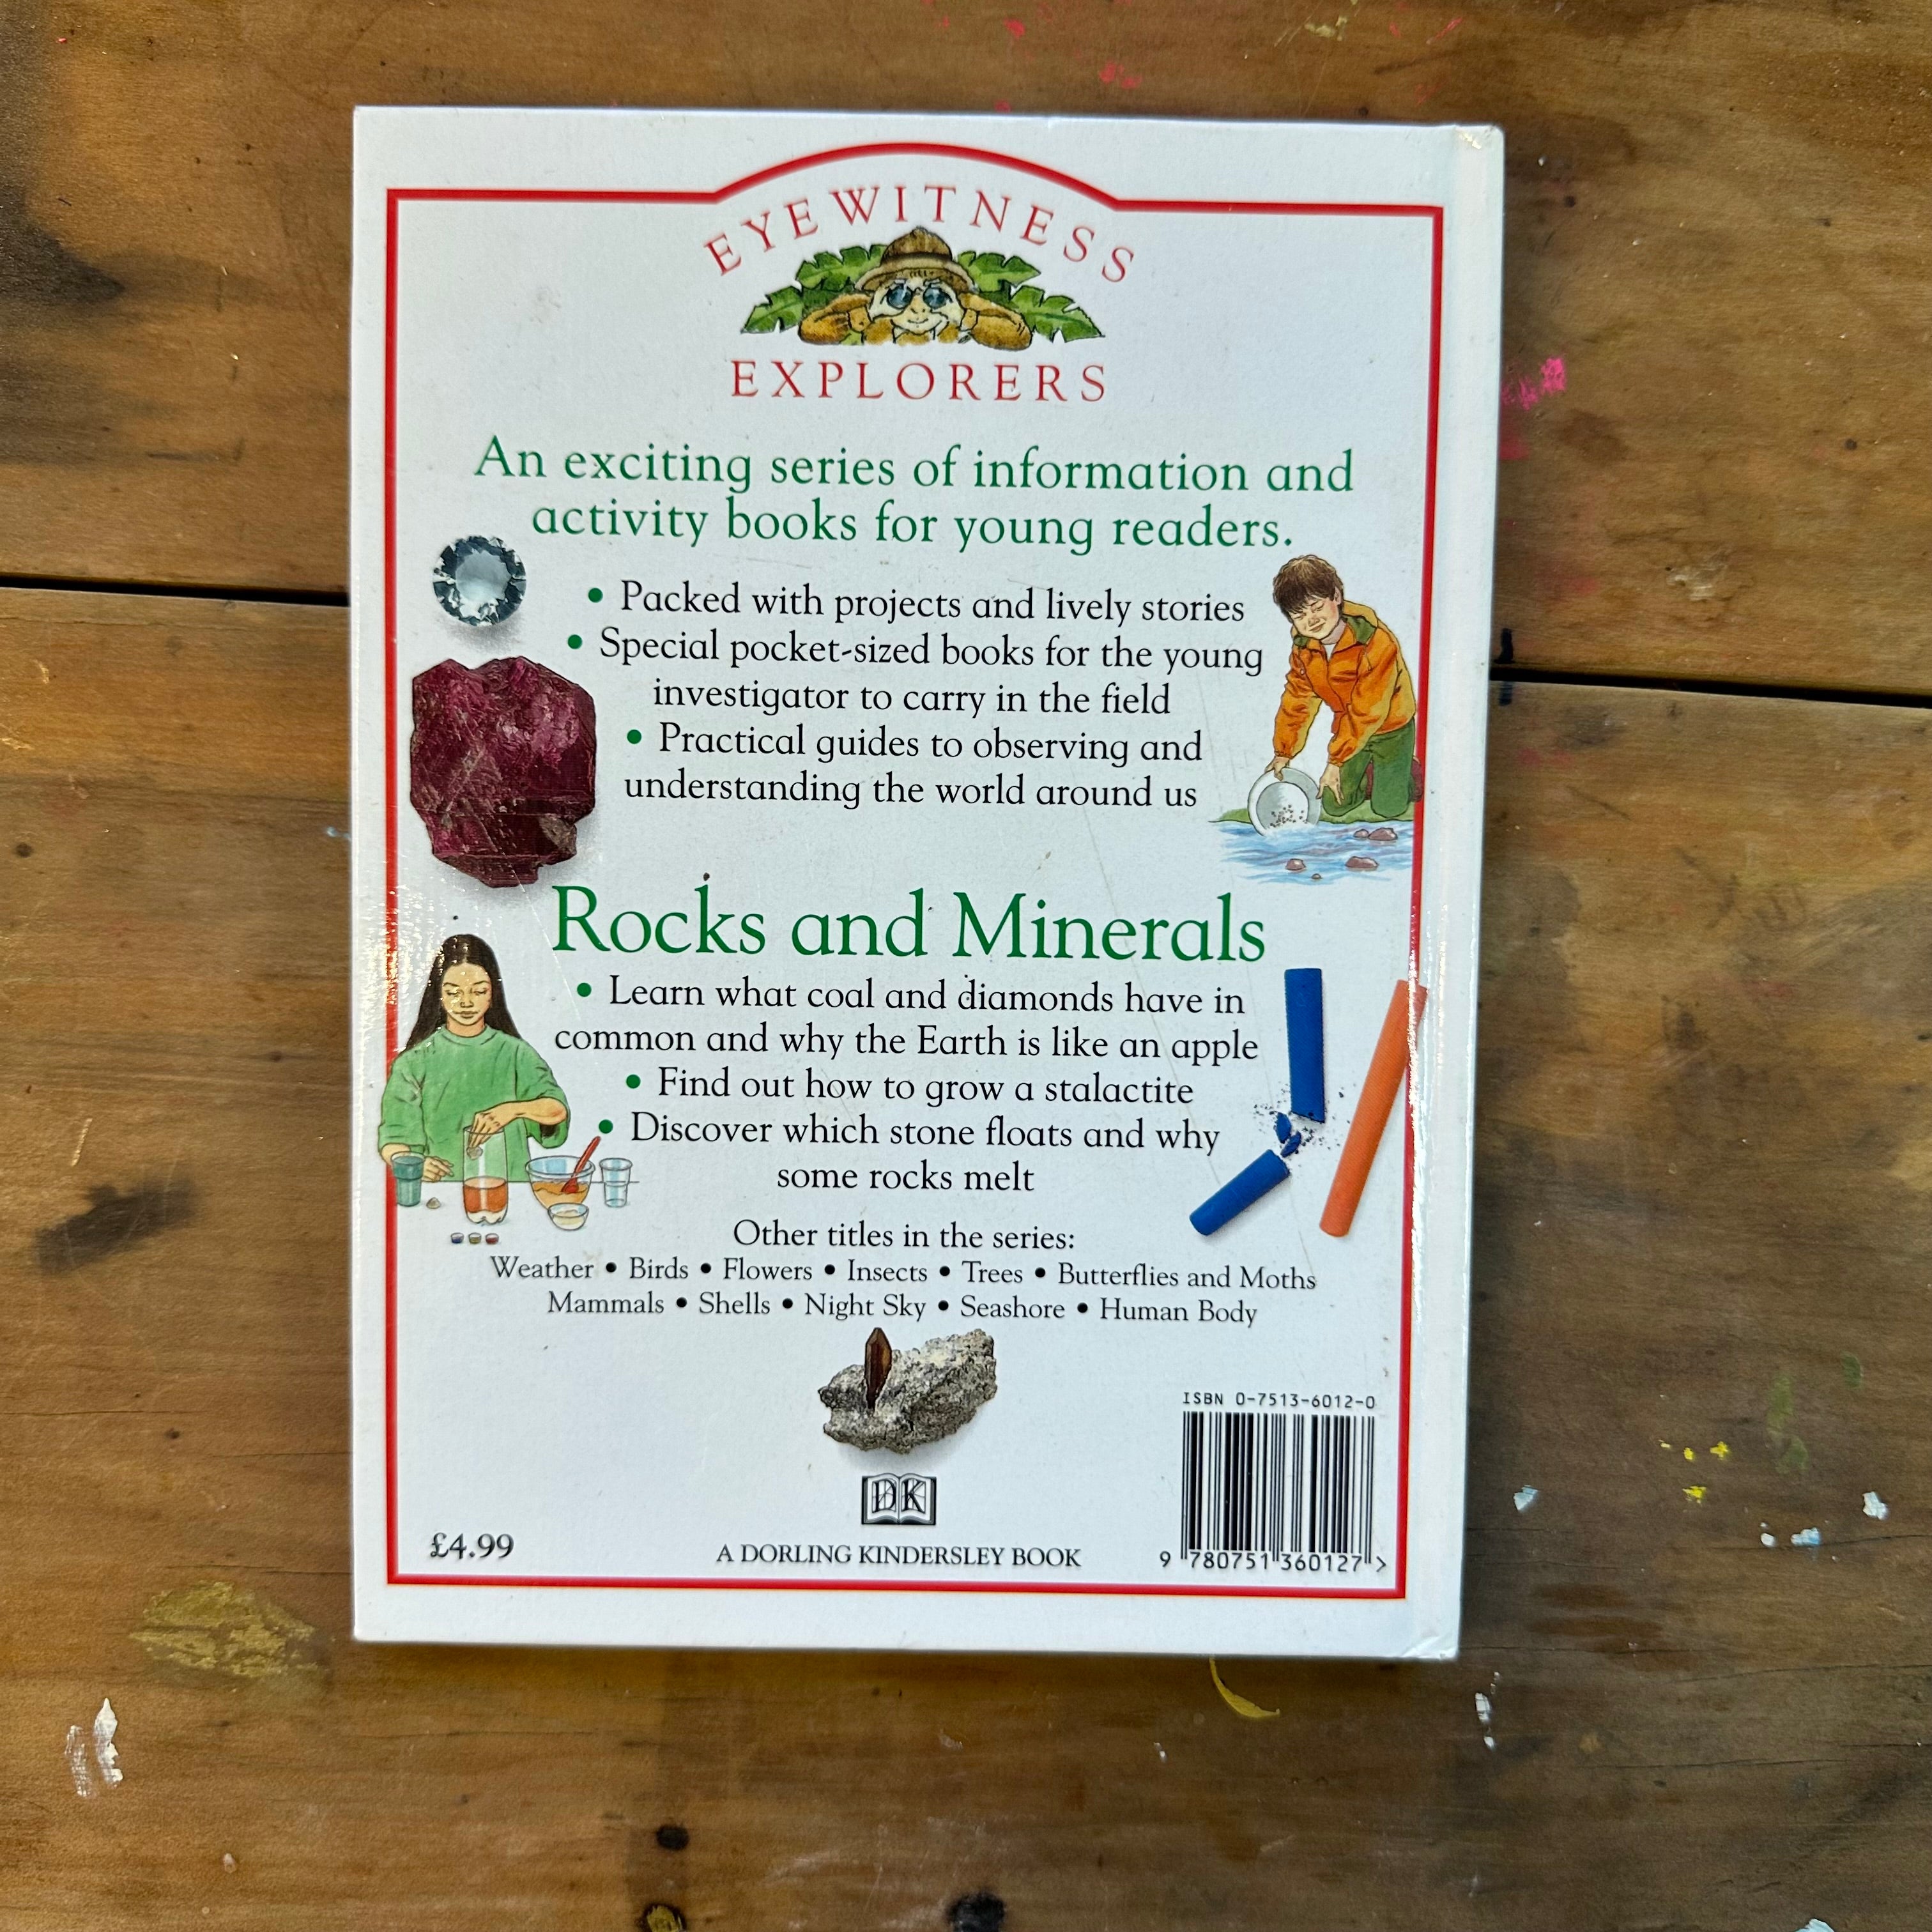 EYEWITNESS
EXPLORERS
An exciting series of information and
activity books for young readers.
• Packed with projects and lively stories
• Special pocket-sized books for the young
investigator to carry in the field
• Practical guides to observing and
understanding the world around us
Rocks and Minerals
• Learn what coal and diamonds have in
common and why the Earth is like an apple
• Find out how to grow a stalactite
• Discover which stone floats and why
some rocks melt
Other titles in the series:
Weather • Birds • Flowers • Insects • Trees • Butterflies and Moths
Mammals • Shells • Night Sky • Seashore • Human Body
ISBN 0-7513-6012-0
DK
£4.99
A DORLING KINDERSLEY BOOK
9 780751 360127 >